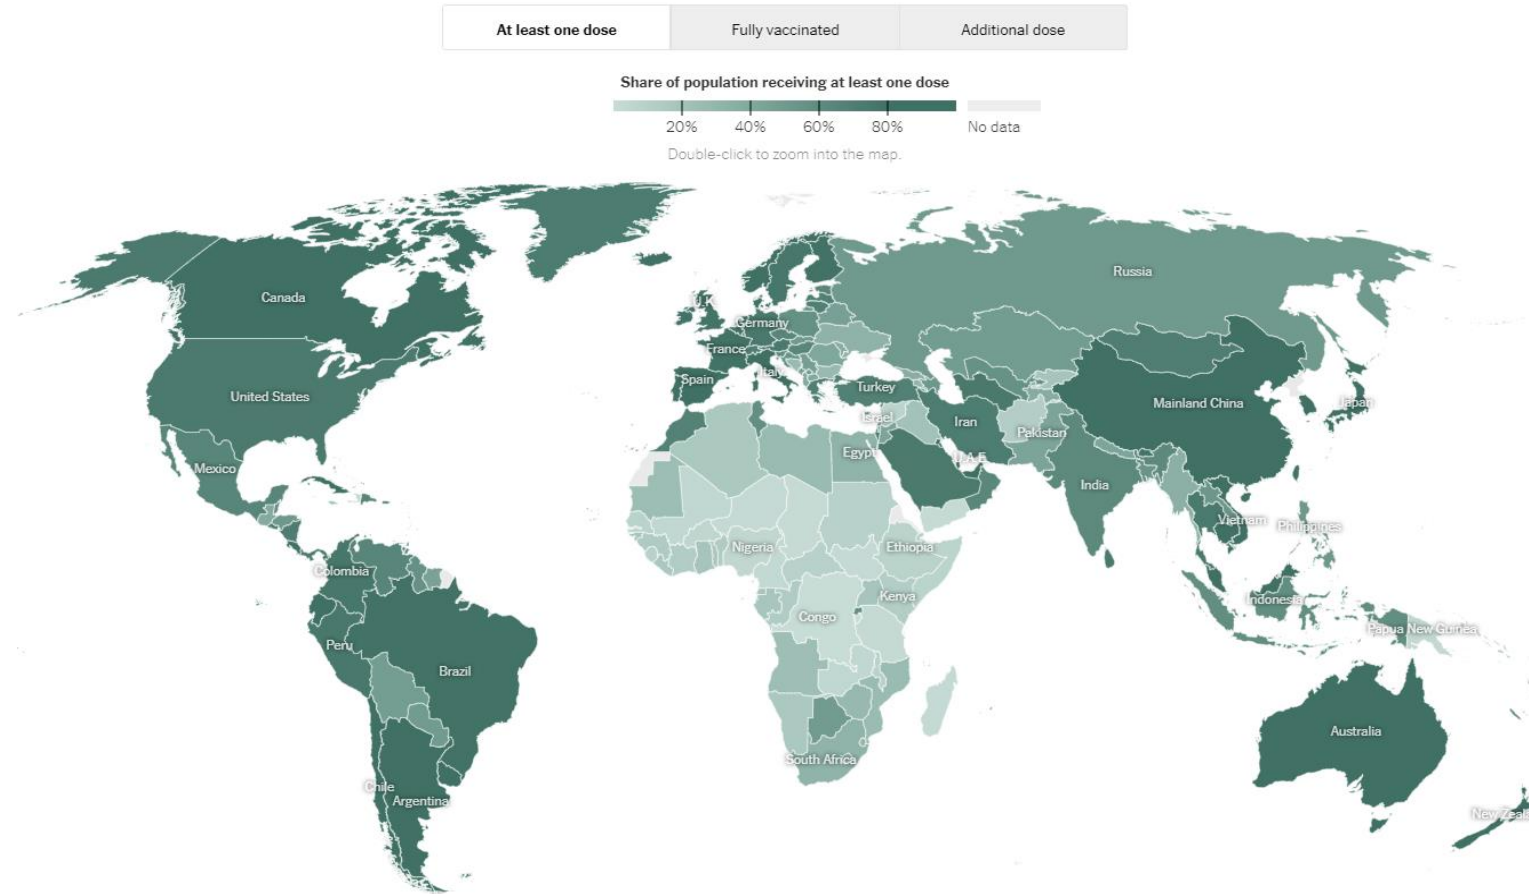 At least one dose
Fully vaccinated
Additional dose
Share of population receiving at least one dose
20%
40%
60%
80%
No data
Double-click to zoom into the map.
Russia
Canada
U.K.
Germany
France
Italy
Spain
Turkey
United States
Mainland China
Japan
Israel
Iran
Pakistan
Egypt
U.A.E.
Mexico
India
Vietnam
Philippines
Nigeria
Ethiopia
Colombia
Kenya
Indonesia
Congo
Papua New Guinea
Peru
Brazil
Australia
South Africa
Chile
Argentina
New Zeal